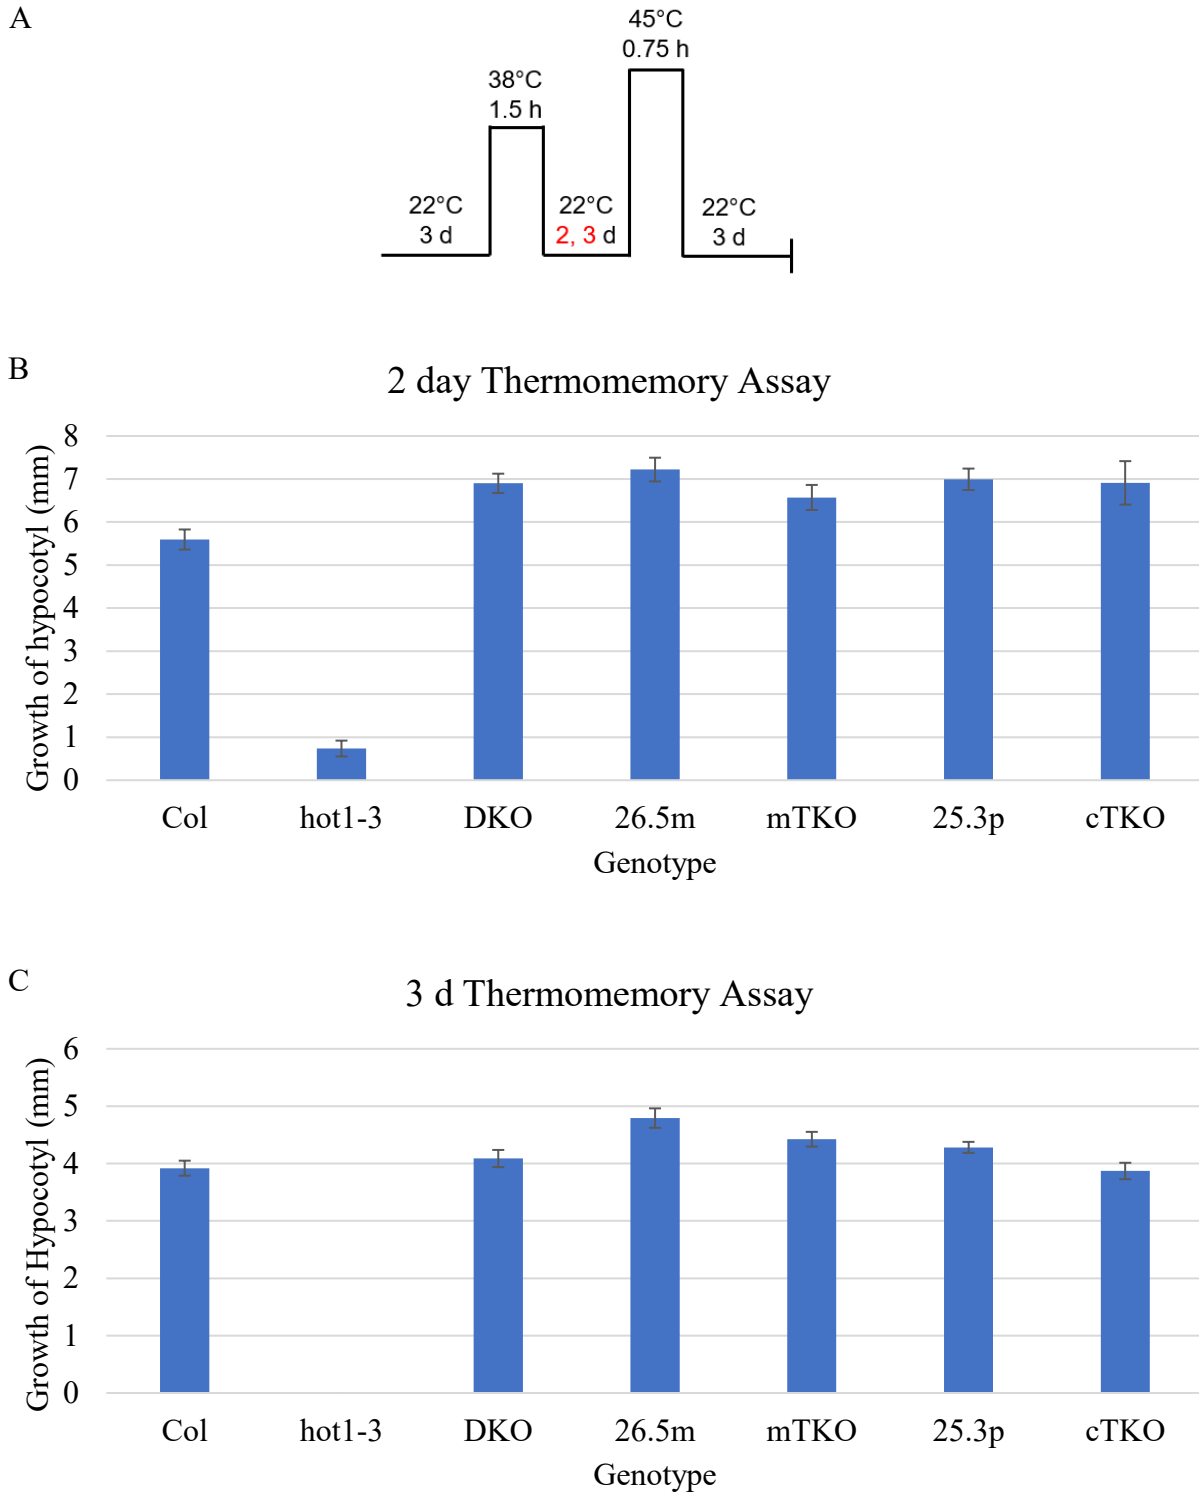 A
45°C
0.75 h
38°C
1.5 h
22°C
3 d
22°C
2, 3 d
22°C
3 d
B
2 day Thermomemory Assay
Growth of hypocotyl (mm)
8
7
6
5
4
3
2
1
0
Col hot1-3 DKO 26.5m mTKO 25.3p cTKO
Genotype
C
3 d Thermomemory Assay
Growth of Hypocotyl (mm)
6
5
4
3
2
1
0
Col hot1-3 DKO 26.5m mTKO 25.3p cTKO
Genotype